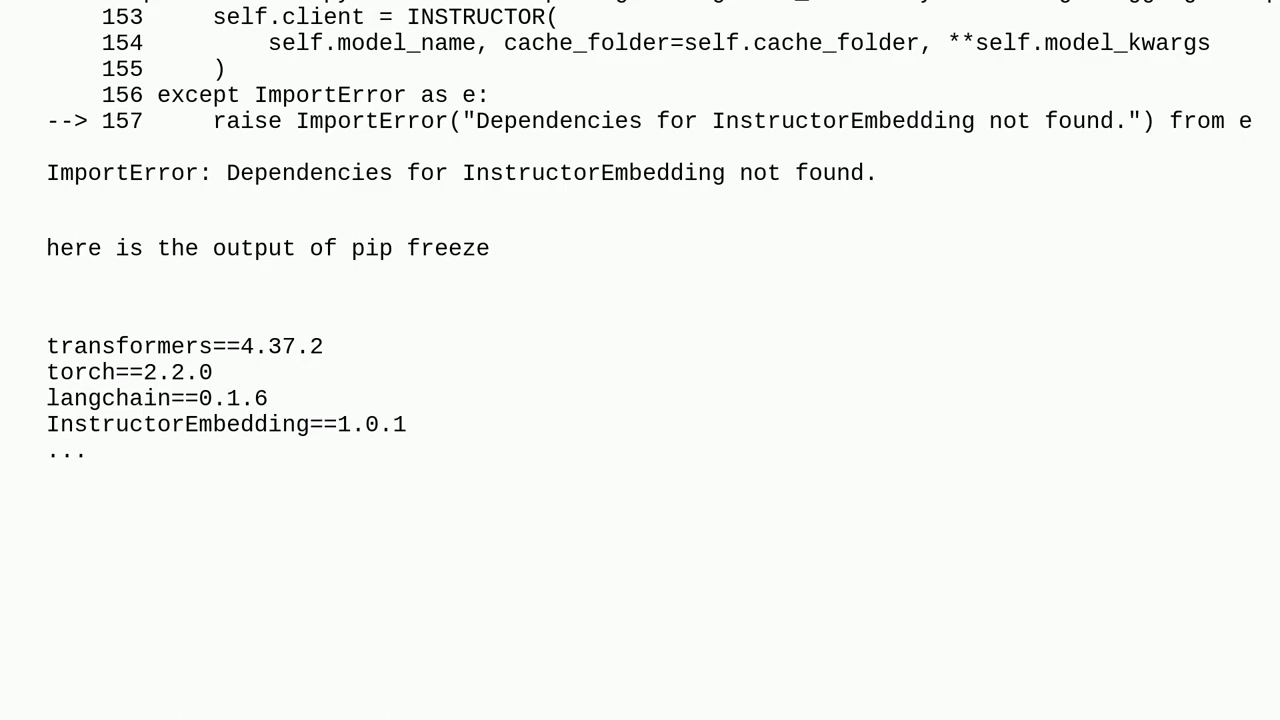 153     self.client = INSTRUCTOR(
154         self.model_name, cache_folder=self.cache_folder, **self.model_kwargs
155     )
156 except ImportError as e:
--> 157     raise ImportError("Dependencies for InstructorEmbedding not found.") from e
ImportError: Dependencies for InstructorEmbedding not found.
here is the output of pip freeze
transformers==4.37.2
torch==2.2.0
langchain==0.1.6
InstructorEmbedding==1.0.1
...